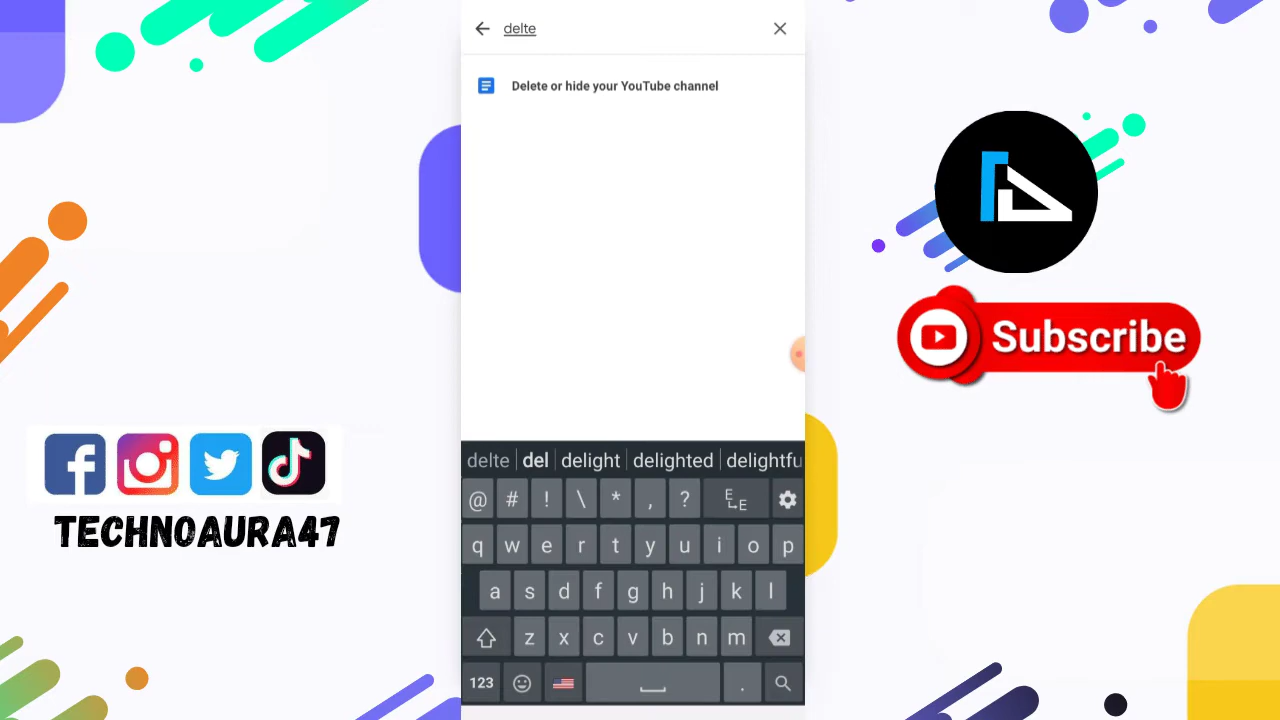 delte
Delete or hide your YouTube channel
Subscribe
TECHNOAURA47
delte del delight delighted delightfu
@ # ! \ * , ? E E
q w e r t y u i o p
a s d f g h j k l
z x c v b n m
123 .